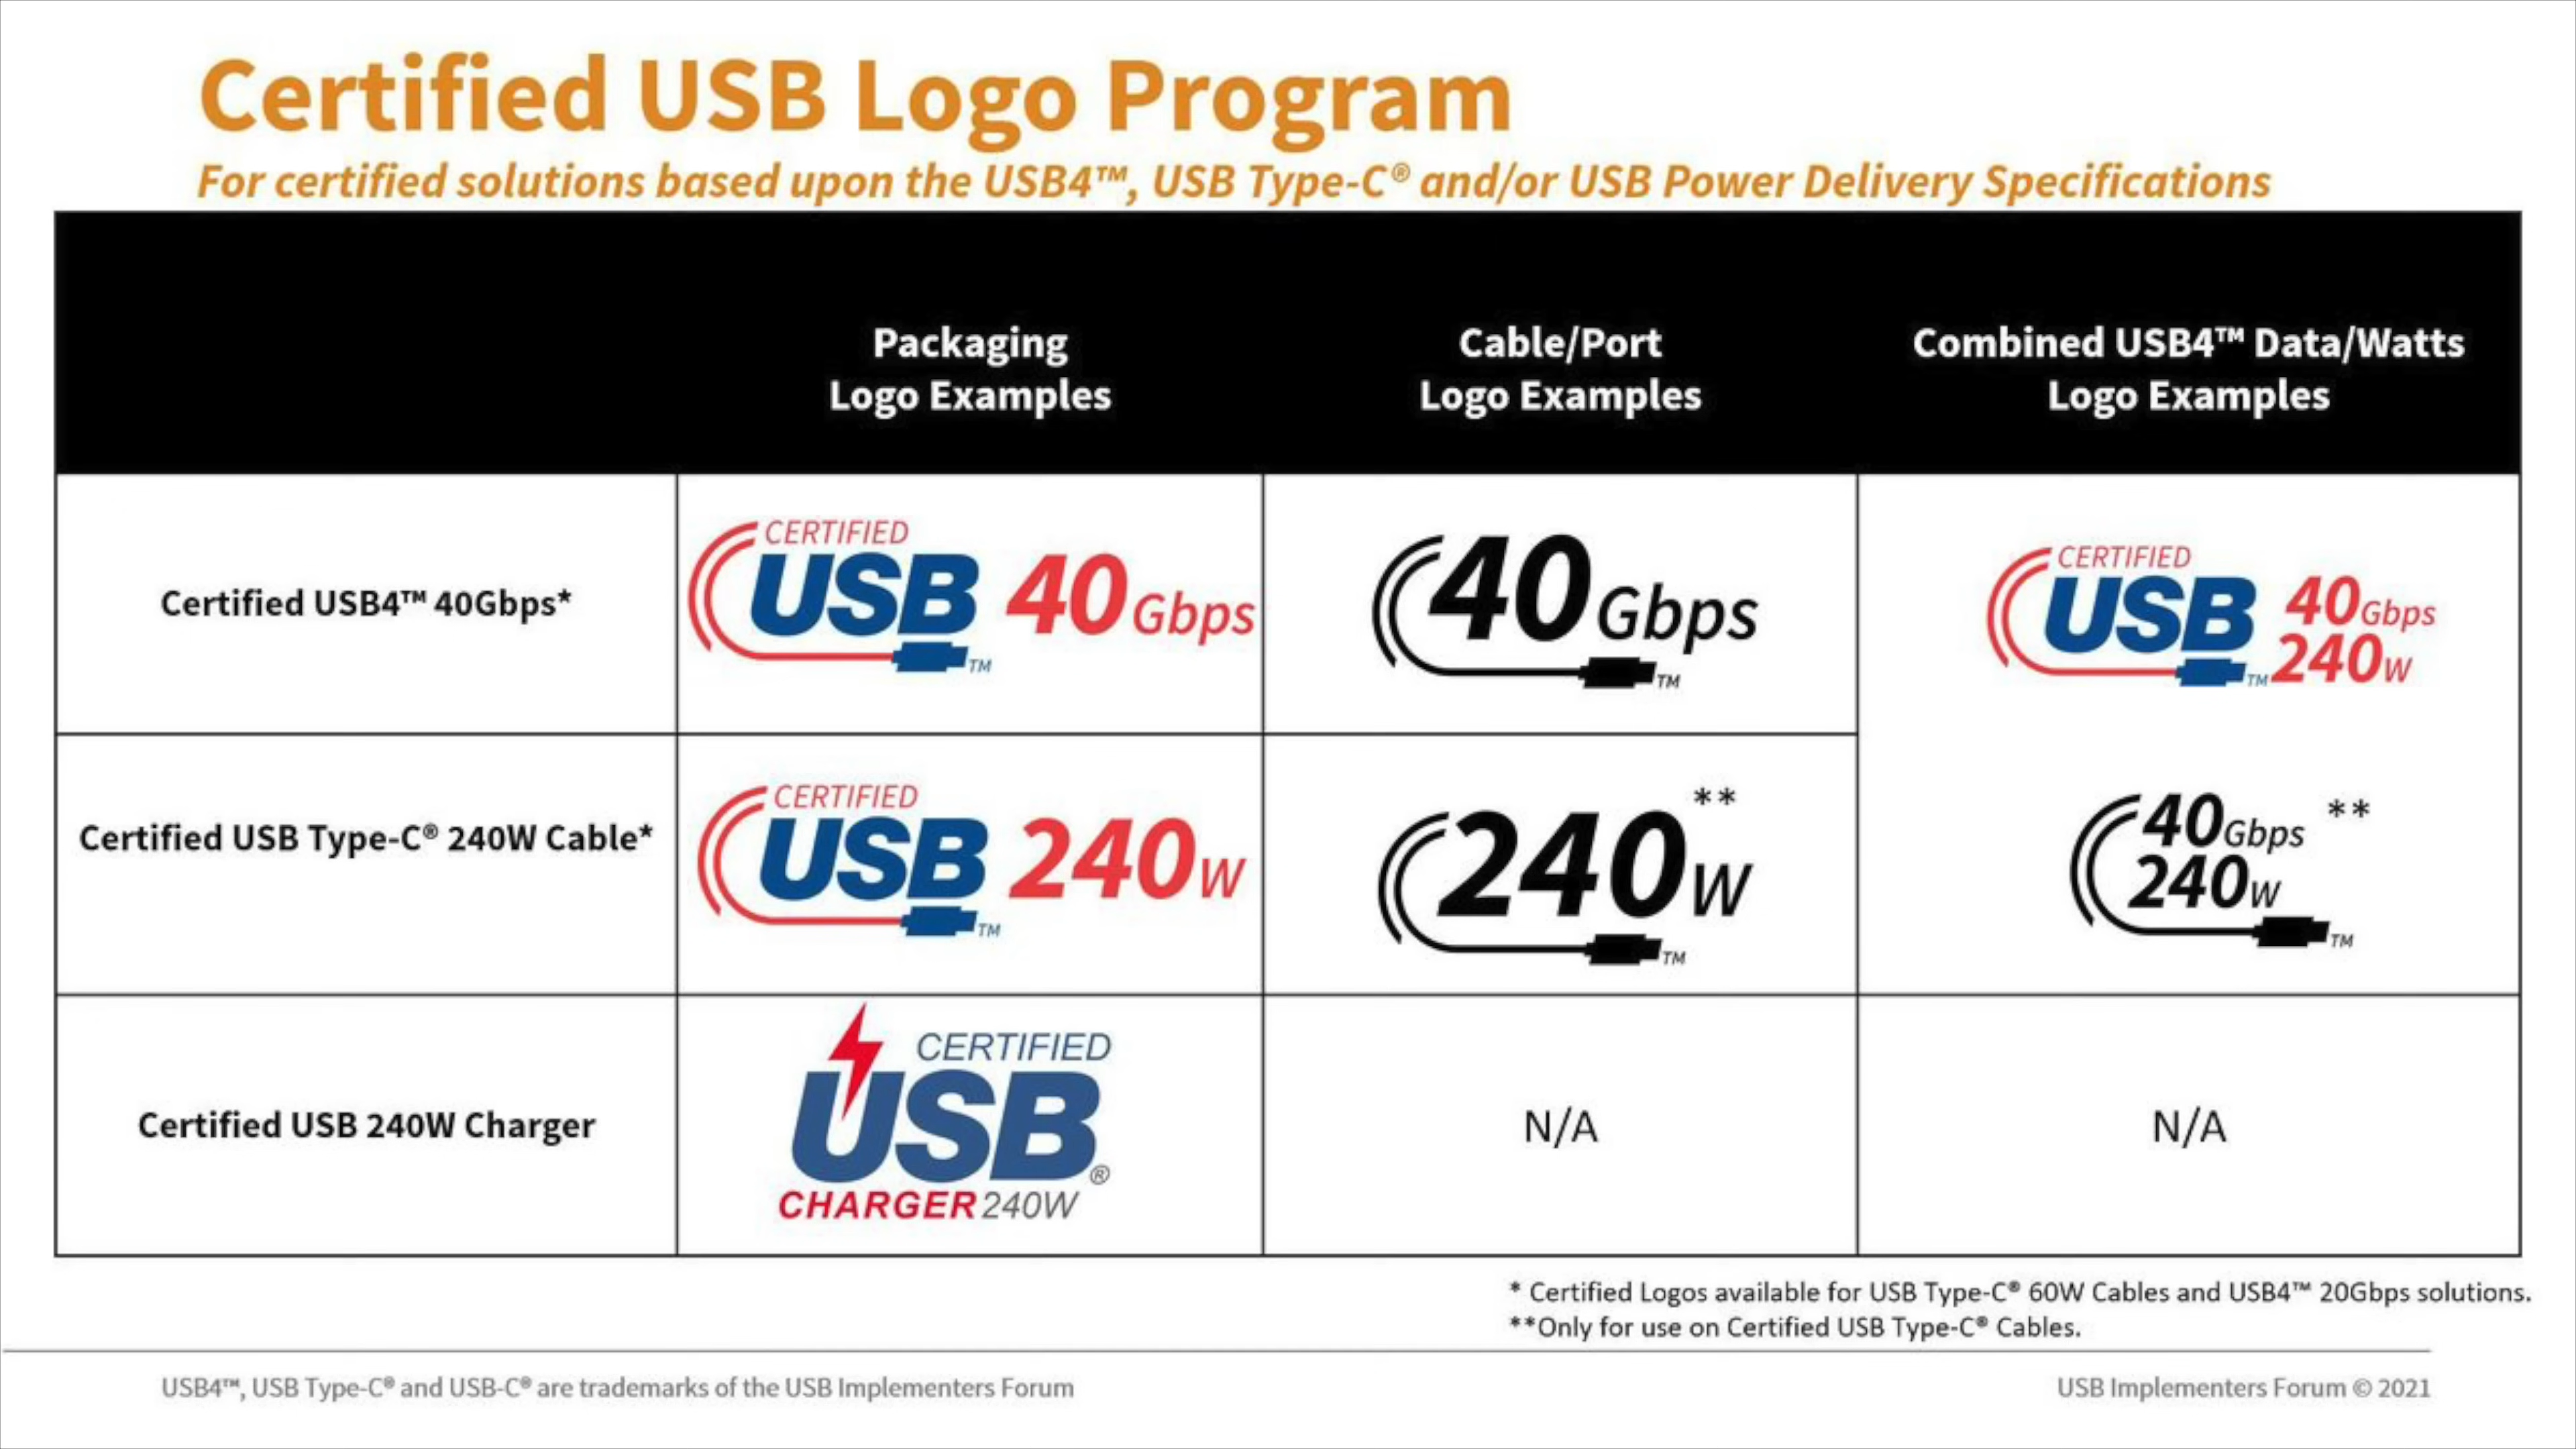 Certified USB Logo Program
For certified solutions based upon the USB4™, USB Type-C® and/or USB Power Delivery Specifications
Packaging
Logo Examples
Cable/Port
Logo Examples
Combined USB4™ Data/Watts
Logo Examples
Certified USB4™ 40Gbps*
CERTIFIED
USB 40Gbps
TM
40Gbps
TM
CERTIFIED
USB 40Gbps
TM 240W
Certified USB Type-C® 240W Cable*
CERTIFIED
USB 240W
TM
**
240W
TM
40Gbps **
240W
TM
Certified USB 240W Charger
CERTIFIED
USB®
CHARGER 240W
N/A
N/A
* Certified Logos available for USB Type-C® 60W Cables and USB4™ 20Gbps solutions.
**Only for use on Certified USB Type-C® Cables.
USB4™, USB Type-C® and USB-C® are trademarks of the USB Implementers Forum
USB Implementers Forum © 2021